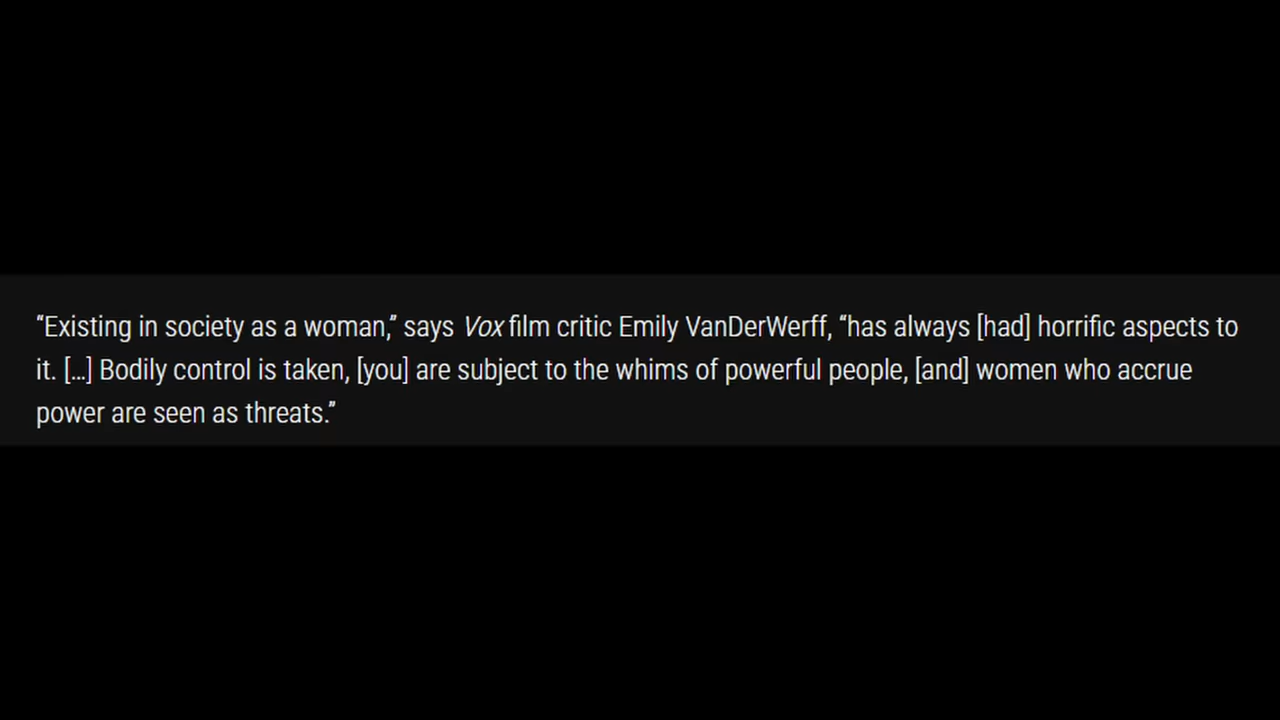 “Existing in society as a woman,” says Vox film critic Emily VanDerWerff, “has always [had] horrific aspects to
it. [...] Bodily control is taken, [you] are subject to the whims of powerful people, [and] women who accrue
power are seen as threats.”